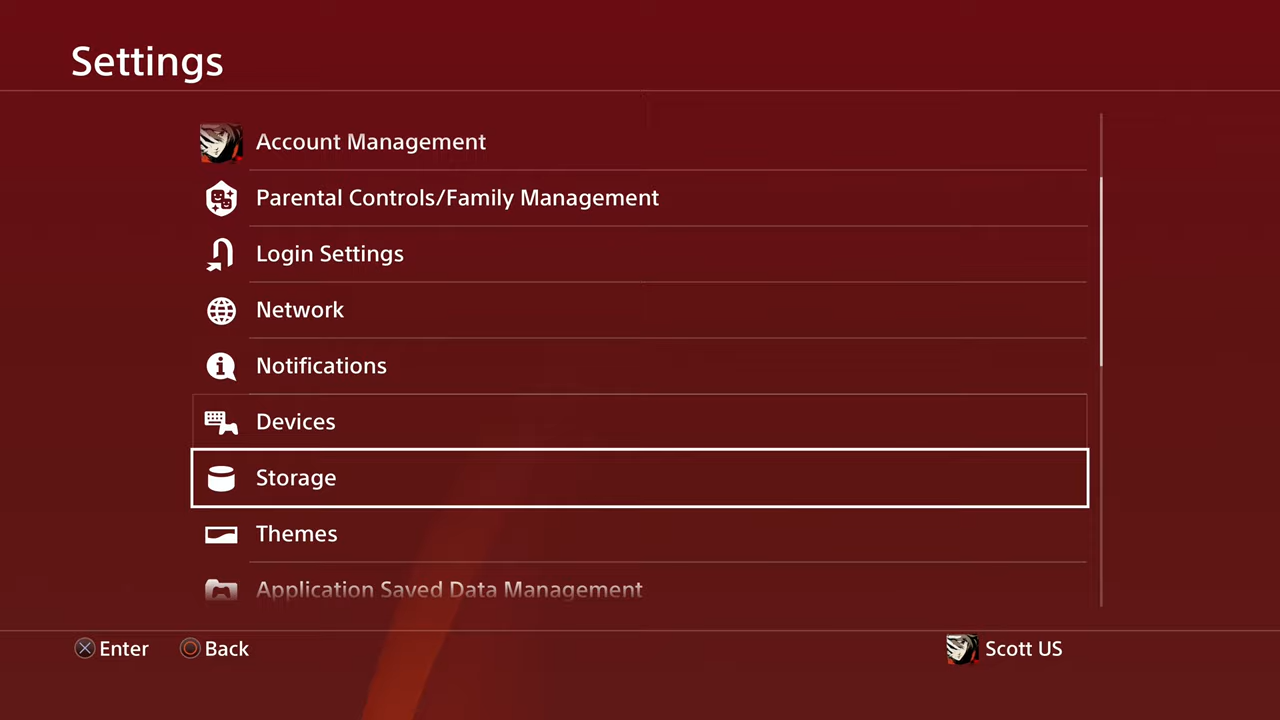 Settings
Account Management
Parental Controls/Family Management
Login Settings
Network
Notifications
Devices
Storage
Themes
Application Saved Data Management
Enter
Back
Scott US